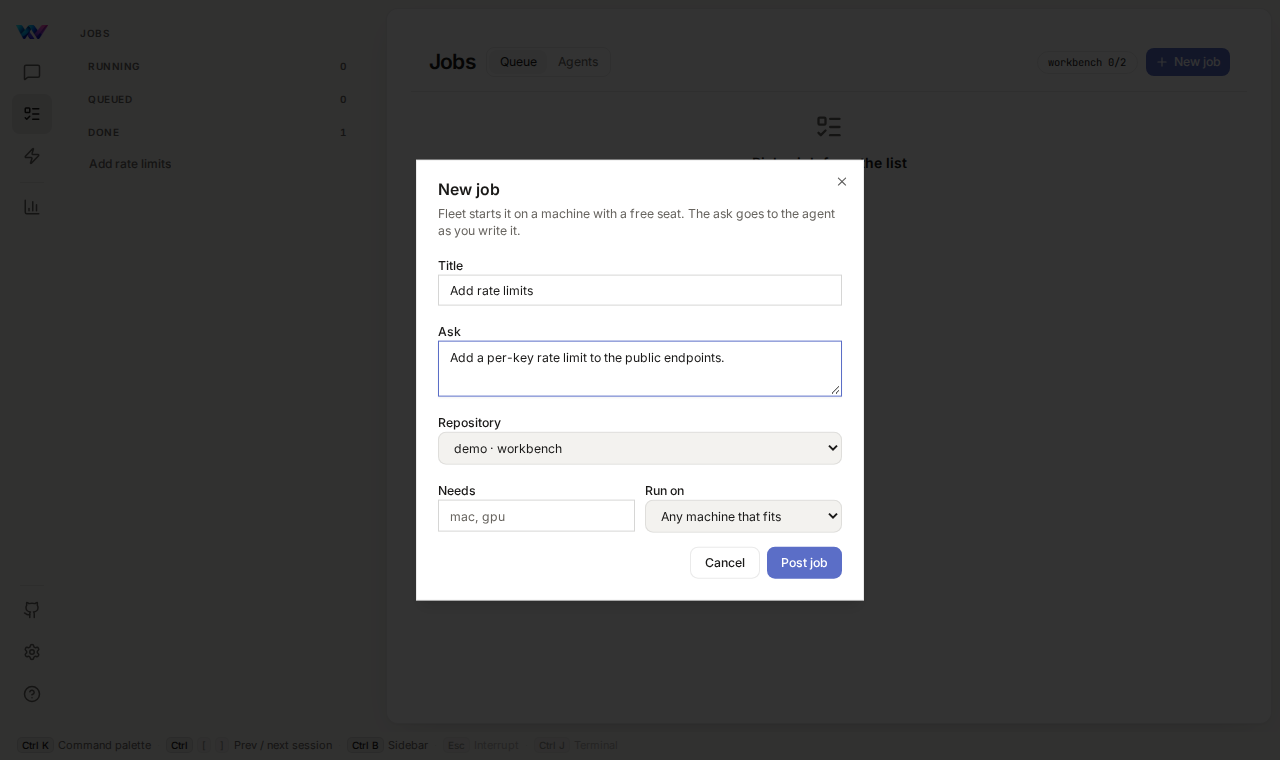 JOBS
RUNNING 0
QUEUED 0
DONE 1
Add rate limits
Jobs
Queue
Agents
workbench 0/2
New job
the list
New job
Fleet starts it on a machine with a free seat. The ask goes to the agent
as you write it.
Title
Add rate limits
Ask
Add a per-key rate limit to the public endpoints.
Repository
demo · workbench
Needs
Run on
mac, gpu
Any machine that fits
Cancel
Post job
Ctrl K Command palette
Ctrl [ ] Prev / next session
Ctrl B Sidebar
Esc Interrupt
Ctrl J Terminal